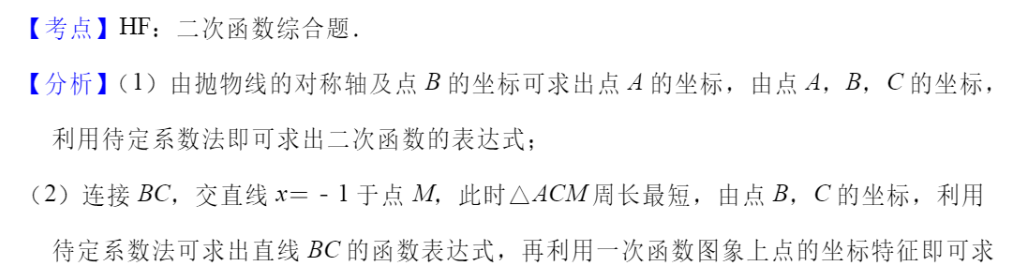 【考点】HF：二次函数综合题．
【分析】（1）由抛物线的对称轴及点 B 的坐标可求出点 A 的坐标，由点 A，B，C 的坐标，
利用待定系数法即可求出二次函数的表达式；
（2）连接 BC，交直线 x=﹣1 于点 M，此时△ACM 周长最短，由点 B，C 的坐标，利用
待定系数法可求出直线 BC 的函数表达式，再利用一次函数图象上点的坐标特征即可求